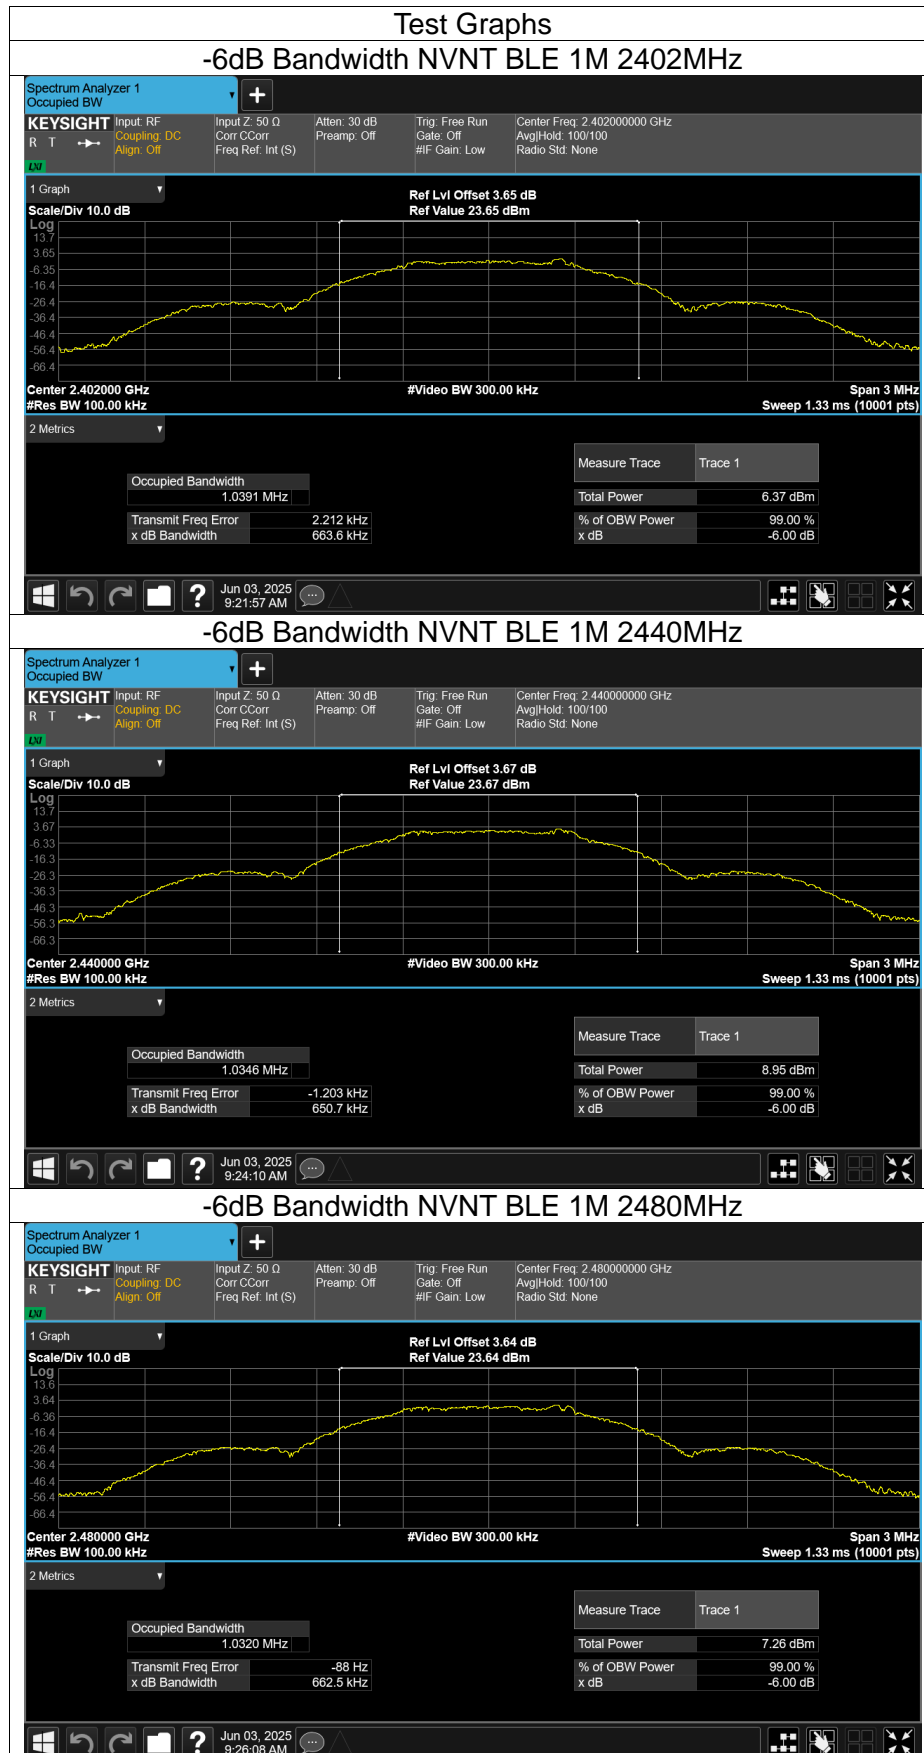 Test Graphs
-6dB Bandwidth NVNT BLE 1M 2402MHz
Spectrum Analyzer 1
Occupied BW
KEYSIGHT Input: RF Input Z: 50 Ω Atten: 30 dB Trig: Free Run Center Freq: 2.402000000 GHz
R T Coupling: DC Corr CCorr Preamp: Off Gate: Off Avg|Hold: 100/100
Align: Off Freq Ref: Int (S) #IF Gain: Low Radio Std: None
LXI
1 Graph
Ref Lvl Offset 3.65 dB
Scale/Div 10.0 dB Ref Value 23.65 dBm
Log
13.7
3.65
-6.35
-16.4
-26.4
-36.4
-46.4
-56.4
-66.4
Center 2.402000 GHz #Video BW 300.00 kHz Span 3 MHz
#Res BW 100.00 kHz Sweep 1.33 ms (10001 pts)
2 Metrics
Measure Trace Trace 1
Occupied Bandwidth
1.0391 MHz Total Power 6.37 dBm
Transmit Freq Error 2.212 kHz % of OBW Power 99.00 %
x dB Bandwidth 663.6 kHz x dB -6.00 dB
? Jun 03, 2025
9:21:57 AM
-6dB Bandwidth NVNT BLE 1M 2440MHz
Spectrum Analyzer 1
Occupied BW
KEYSIGHT Input: RF Input Z: 50 Ω Atten: 30 dB Trig: Free Run Center Freq: 2.440000000 GHz
R T Coupling: DC Corr CCorr Preamp: Off Gate: Off Avg|Hold: 100/100
Align: Off Freq Ref: Int (S) #IF Gain: Low Radio Std: None
LXI
1 Graph
Ref Lvl Offset 3.67 dB
Scale/Div 10.0 dB Ref Value 23.67 dBm
Log
13.7
3.67
-6.33
-16.3
-26.3
-36.3
-46.3
-56.3
-66.3
Center 2.440000 GHz #Video BW 300.00 kHz Span 3 MHz
#Res BW 100.00 kHz Sweep 1.33 ms (10001 pts)
2 Metrics
Measure Trace Trace 1
Occupied Bandwidth
1.0346 MHz Total Power 8.95 dBm
Transmit Freq Error -1.203 kHz % of OBW Power 99.00 %
x dB Bandwidth 650.7 kHz x dB -6.00 dB
? Jun 03, 2025
9:24:10 AM
-6dB Bandwidth NVNT BLE 1M 2480MHz
Spectrum Analyzer 1
Occupied BW
KEYSIGHT Input: RF Input Z: 50 Ω Atten: 30 dB Trig: Free Run Center Freq: 2.480000000 GHz
R T Coupling: DC Corr CCorr Preamp: Off Gate: Off Avg|Hold: 100/100
Align: Off Freq Ref: Int (S) #IF Gain: Low Radio Std: None
LXI
1 Graph
Ref Lvl Offset 3.64 dB
Scale/Div 10.0 dB Ref Value 23.64 dBm
Log
13.6
3.64
-6.36
-16.4
-26.4
-36.4
-46.4
-56.4
-66.4
Center 2.480000 GHz #Video BW 300.00 kHz Span 3 MHz
#Res BW 100.00 kHz Sweep 1.33 ms (10001 pts)
2 Metrics
Measure Trace Trace 1
Occupied Bandwidth
1.0320 MHz Total Power 7.26 dBm
Transmit Freq Error -88 Hz % of OBW Power 99.00 %
x dB Bandwidth 662.5 kHz x dB -6.00 dB
? Jun 03, 2025
9:26:08 AM